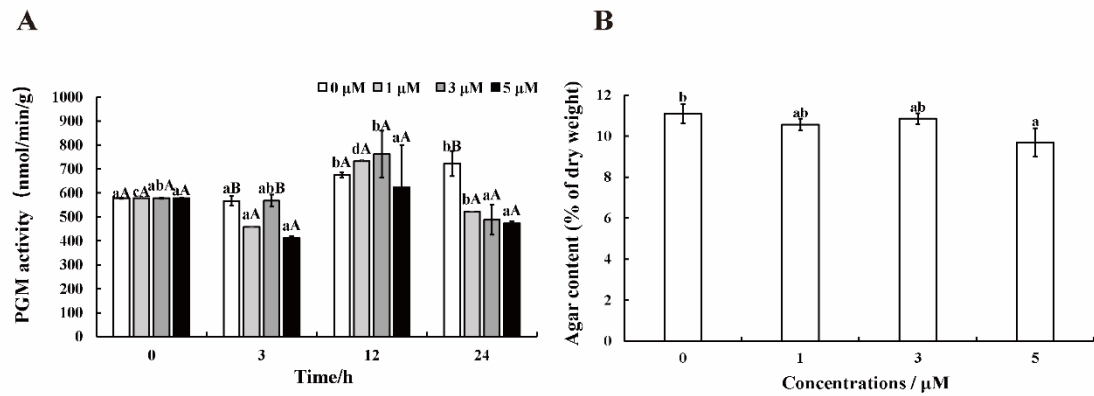 A
B
0 μM 1 μM 3 μM 5 μM
PGM activity (nmol/min/g)
1000
900
800
700
600
500
400
300
200
100
0
aA cA abA aA
aB aA abB aA
bA dA bA aA
bB bA aA aA
0 3 12 24
Time/h
Agar content (% of dry weight)
12
10
8
6
4
2
0
b ab ab a
0 1 3 5
Concentrations / μM